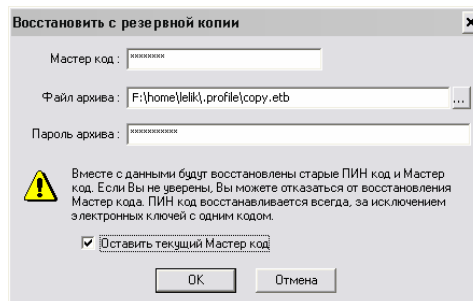 Восстановить с резервной копии
Мастер код : ********
Файл архива : F:\home\lelik\.profile\copy.etb ...
Пароль архива : ***********
Вместе с данными будут восстановлены старые ПИН код и Мастер
код. Если Вы не уверены, Вы можете отказаться от восстановления
Мастер кода. ПИН код восстанавливается всегда, за исключением
электронных ключей с одним кодом.
Оставить текущий Мастер код
OK Отмена